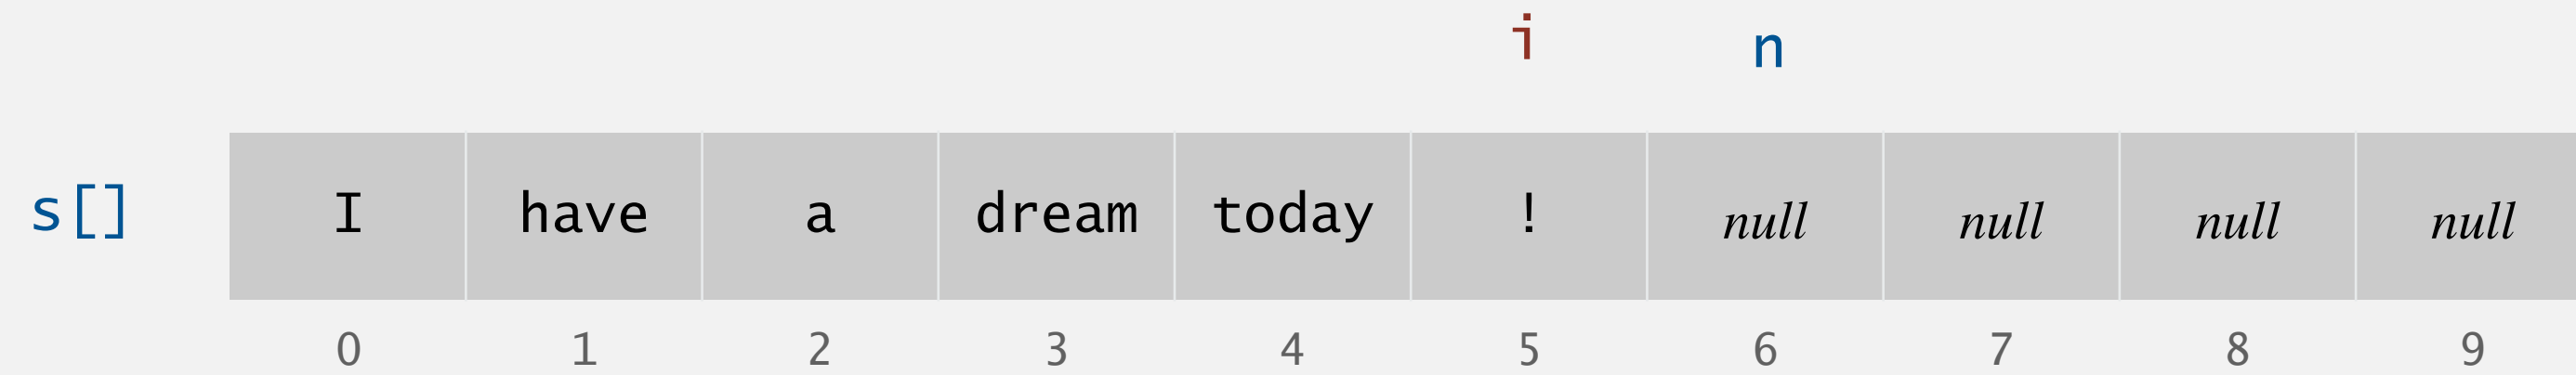 i n
s[] I have a dream today ! null null null null
0 1 2 3 4 5 6 7 8 9